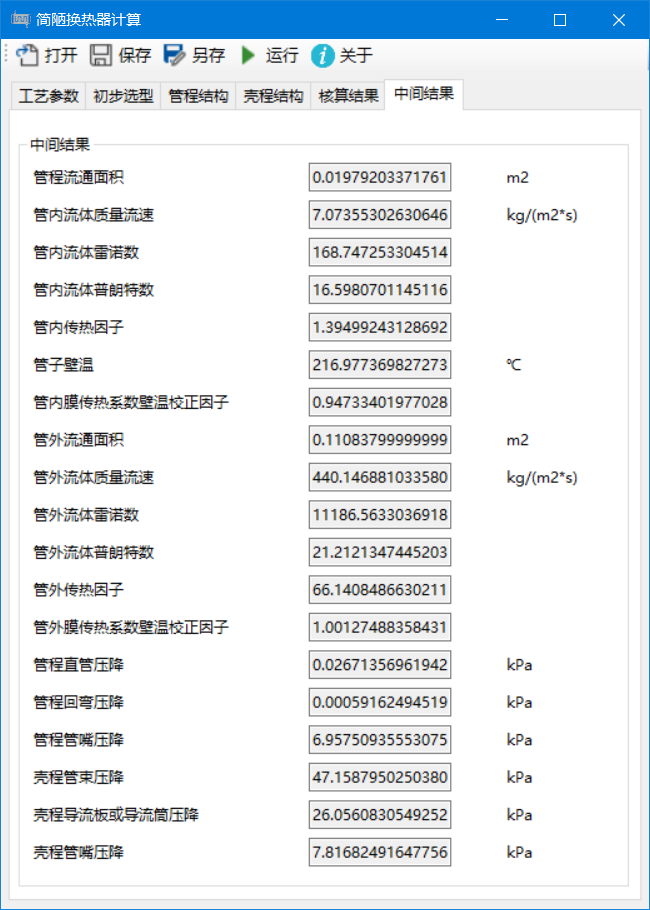 简陋换热器计算
打开 保存 另存 运行 关于
工艺参数 初步选型 管程结构 壳程结构 核算结果 中间结果
中间结果
管程流通面积 0.01979203371761 m2
管内流体质量流速 7.07355302630646 kg/(m2*s)
管内流体雷诺数 168.747253304514
管内流体普朗特数 16.5980701145116
管内传热因子 1.39499243128692
管子壁温 216.977369827273 ℃
管内膜传热系数壁温校正因子 0.94733401977028
管外流通面积 0.11083799999999 m2
管外流体质量流速 440.146881033580 kg/(m2*s)
管外流体雷诺数 11186.5633036918
管外流体普朗特数 21.2121347445203
管外传热因子 66.1408486630211
管外膜传热系数壁温校正因子 1.00127488358431
管程直管压降 0.02671356961942 kPa
管程回弯压降 0.00059162494519 kPa
管程管嘴压降 6.95750935553075 kPa
壳程管束压降 47.1587950250380 kPa
壳程导流板或导流筒压降 26.0560830549252 kPa
壳程管嘴压降 7.81682491647756 kPa